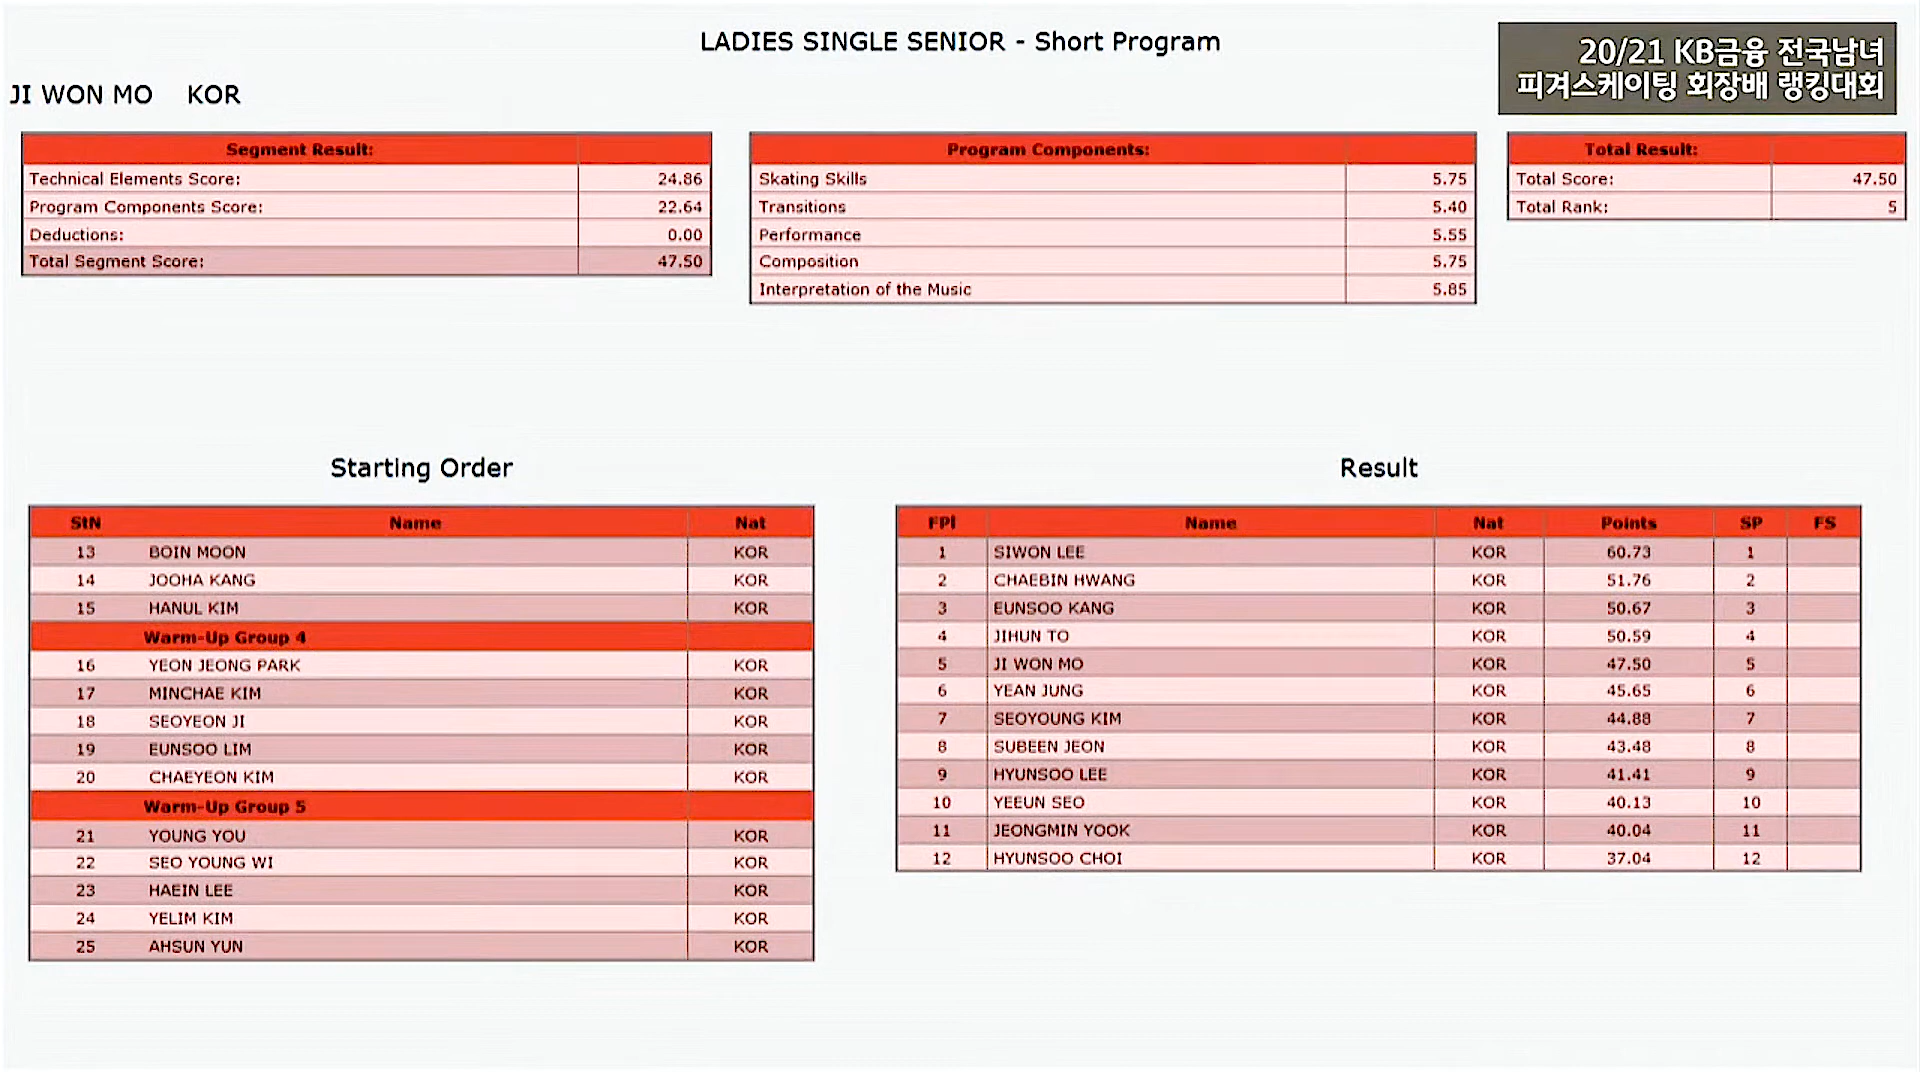 LADIES SINGLE SENIOR - Short Program
20/21 KB금융 전국남녀
피겨스케이팅 회장배 랭킹대회
JI WON MO KOR
Segment Result:
Technical Elements Score: 24.86
Program Components Score: 22.64
Deductions: 0.00
Total Segment Score: 47.50
Program Components:
Skating Skills 5.75
Transitions 5.40
Performance 5.55
Composition 5.75
Interpretation of the Music 5.85
Total Result:
Total Score: 47.50
Total Rank: 5
Starting Order
StN Name Nat
13 BOIN MOON KOR
14 JOOHA KANG KOR
15 HANUL KIM KOR
Warm-Up Group 4
16 YEON JEONG PARK KOR
17 MINCHAE KIM KOR
18 SEOYEON JI KOR
19 EUNSOO LIM KOR
20 CHAEYEON KIM KOR
Warm-Up Group 5
21 YOUNG YOU KOR
22 SEO YOUNG WI KOR
23 HAEIN LEE KOR
24 YELIM KIM KOR
25 AHSUN YUN KOR
Result
FPl Name Nat Points SP FS
1 SIWON LEE KOR 60.73 1
2 CHAEBIN HWANG KOR 51.76 2
3 EUNSOO KANG KOR 50.67 3
4 JIHUN TO KOR 50.59 4
5 JI WON MO KOR 47.50 5
6 YEAN JUNG KOR 45.65 6
7 SEOYOUNG KIM KOR 44.88 7
8 SUBEEN JEON KOR 43.48 8
9 HYUNSOO LEE KOR 41.41 9
10 YEEUN SEO KOR 40.13 10
11 JEONGMIN YOOK KOR 40.04 11
12 HYUNSOO CHOI KOR 37.04 12